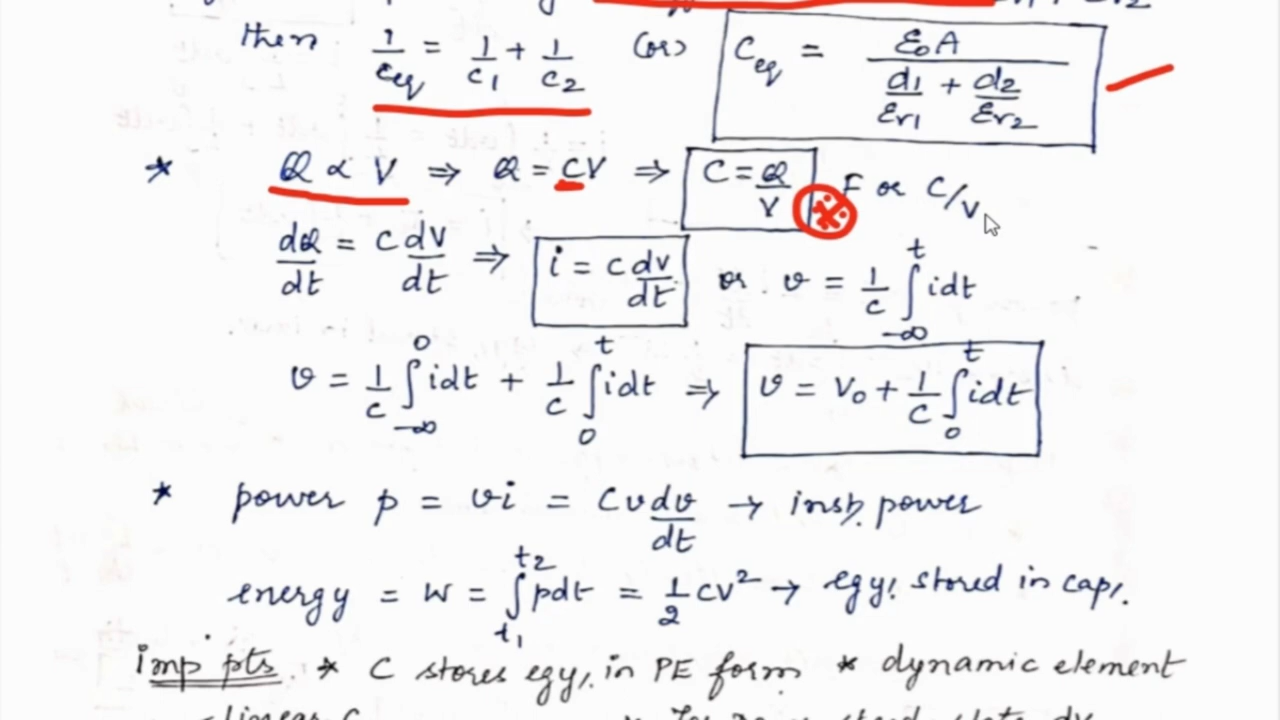 then 1/Ceq = 1/C1 + 1/C2 (or) Ceq = ε0A / (d1/εr1 + d2/εr2)
* Q ∝ V ⇒ Q = CV ⇒ C = Q/V F or C/V
dQ/dt = C dV/dt ⇒ i = C dv/dt or v = 1/C ∫_{-∞}^{t} idt
v = 1/C ∫_{-∞}^{0} idt + 1/C ∫_{0}^{t} idt ⇒ v = V0 + 1/C ∫_{0}^{t} idt
* power p = vi = Cv dv/dt → inst. power
energy = W = ∫_{t1}^{t2} pdt = 1/2 CV² → egy. stored in cap.
imp pts * C stores egy. in PE form * dynamic element
- linear C